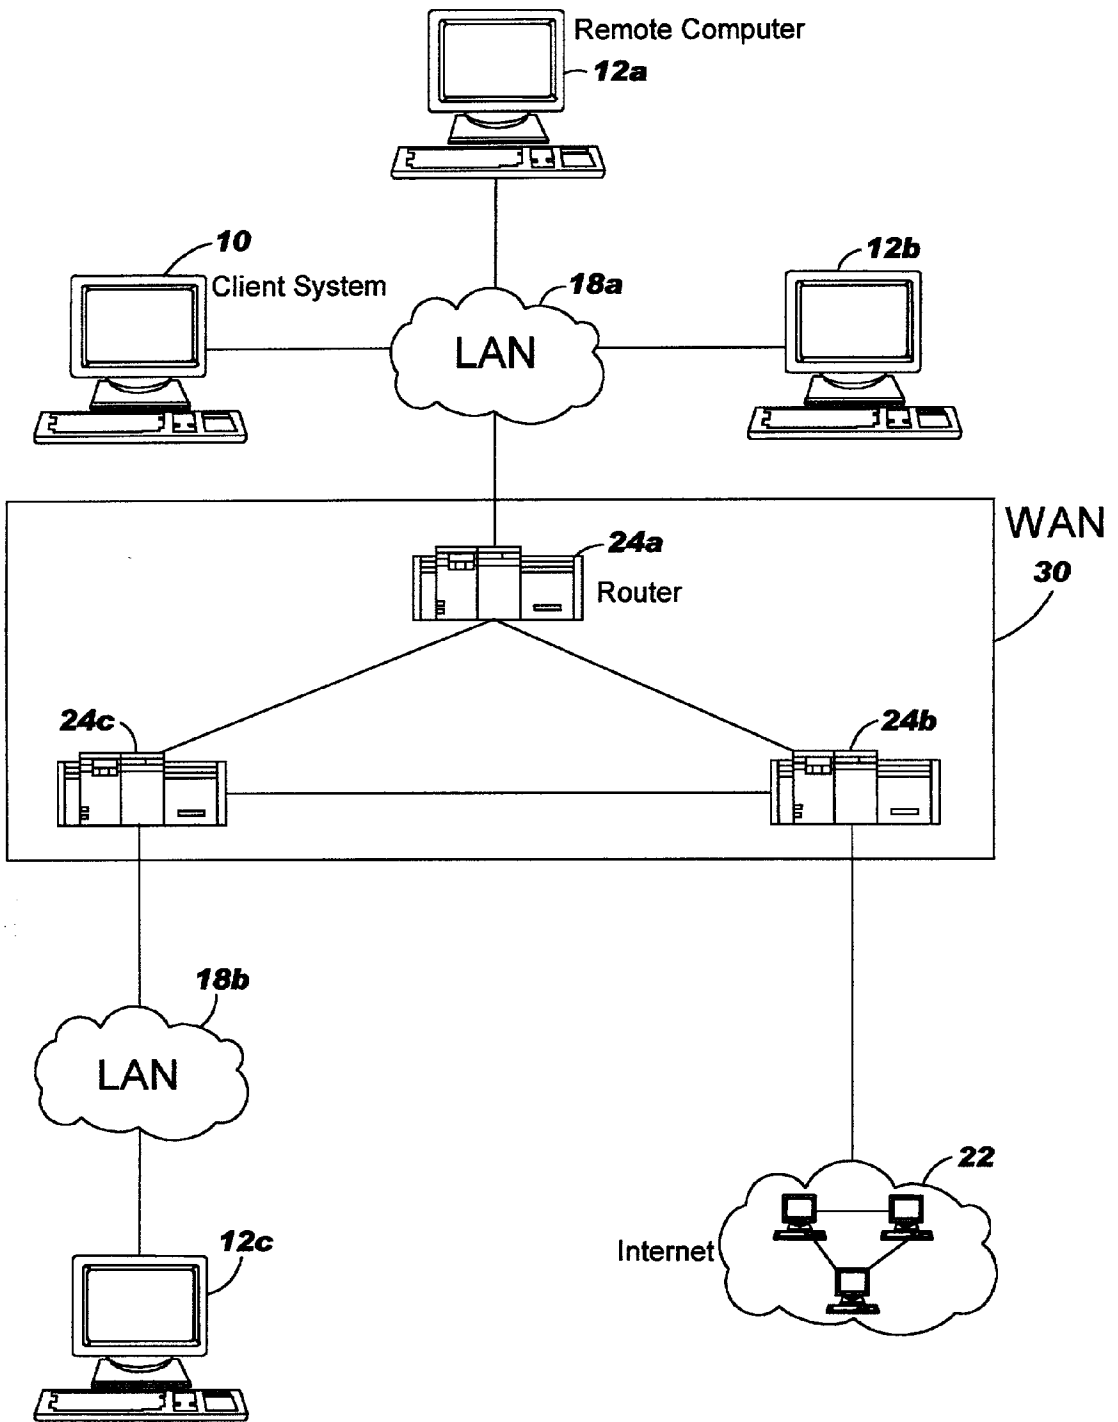 Remote Computer
12a
10
Client System
12b
18a
LAN
WAN
30
24a
Router
24c
24b
18b
LAN
22
Internet
12c